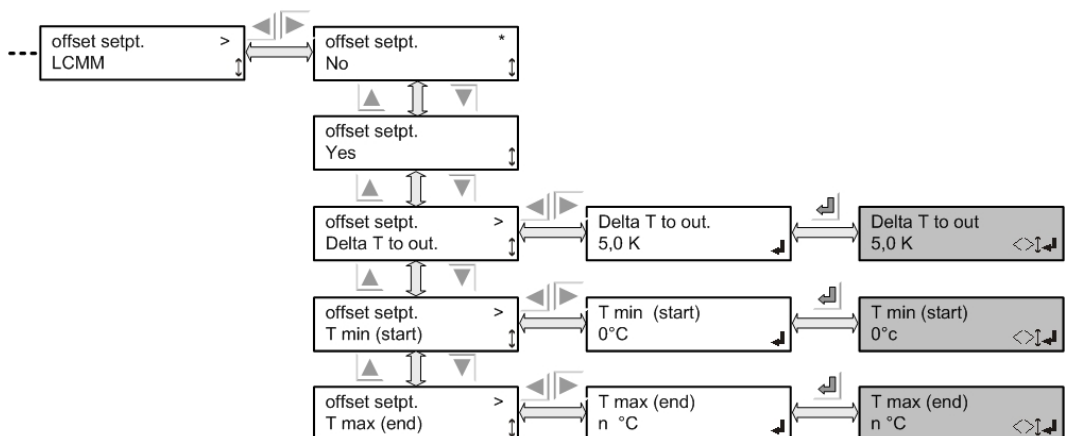 offset setpt. >
LCMM
offset setpt. *
No
offset setpt.
Yes
offset setpt. >
Delta T to out.
Delta T to out.
5,0 K
Delta T to out
5,0 K
offset setpt. >
T min (start)
T min (start)
0°C
T min (start)
0°c
offset setpt. >
T max (end)
T max (end)
n °C
T max (end)
n °C